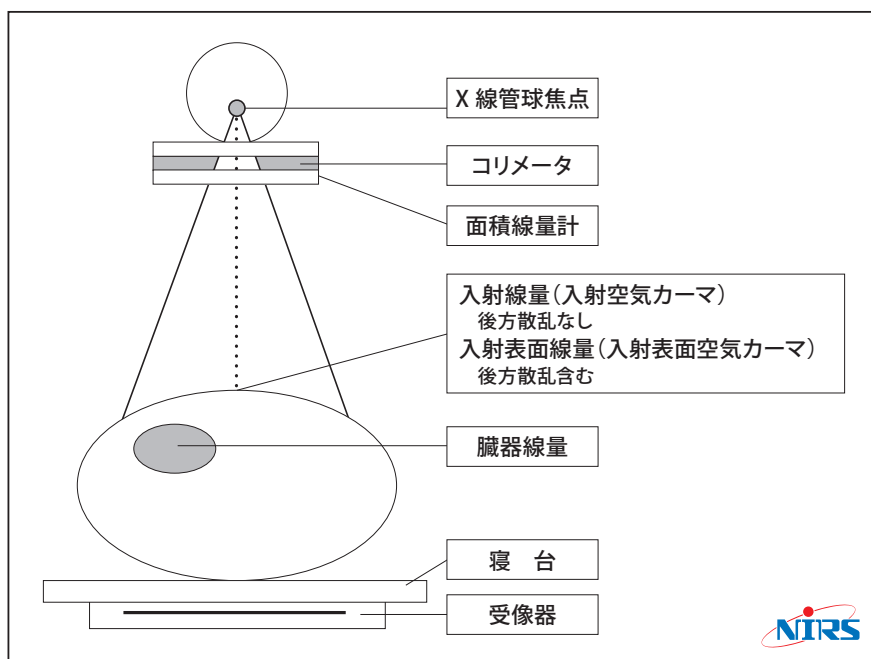 X線管球焦点
コリメータ
面積線量計
入射線量(入射空気カーマ)
後方散乱なし
入射表面線量(入射表面空気カーマ)
後方散乱含む
臓器線量
寝　台
受像器
NIRS